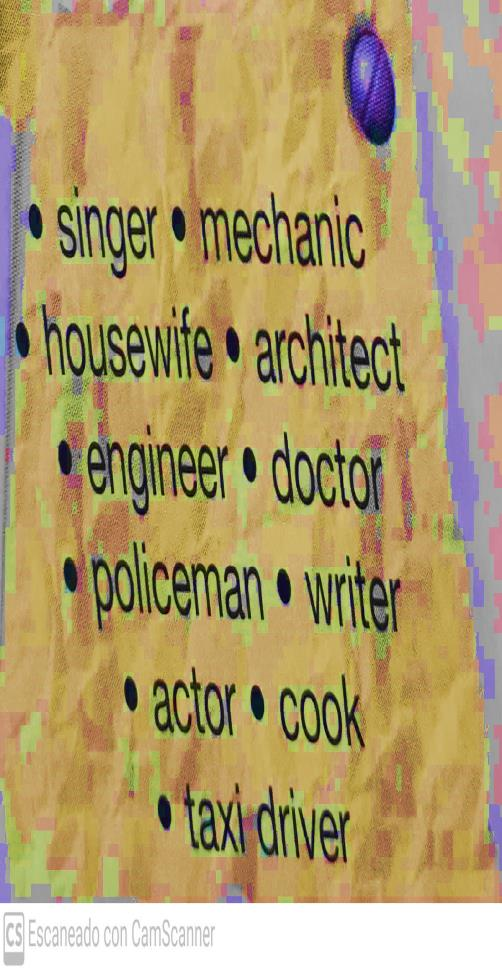 • singer • mechanic
• housewife • architect
• engineer • doctor
• policeman • writer
• actor • cook
• taxi driver
CS Escaneado con CamScanner